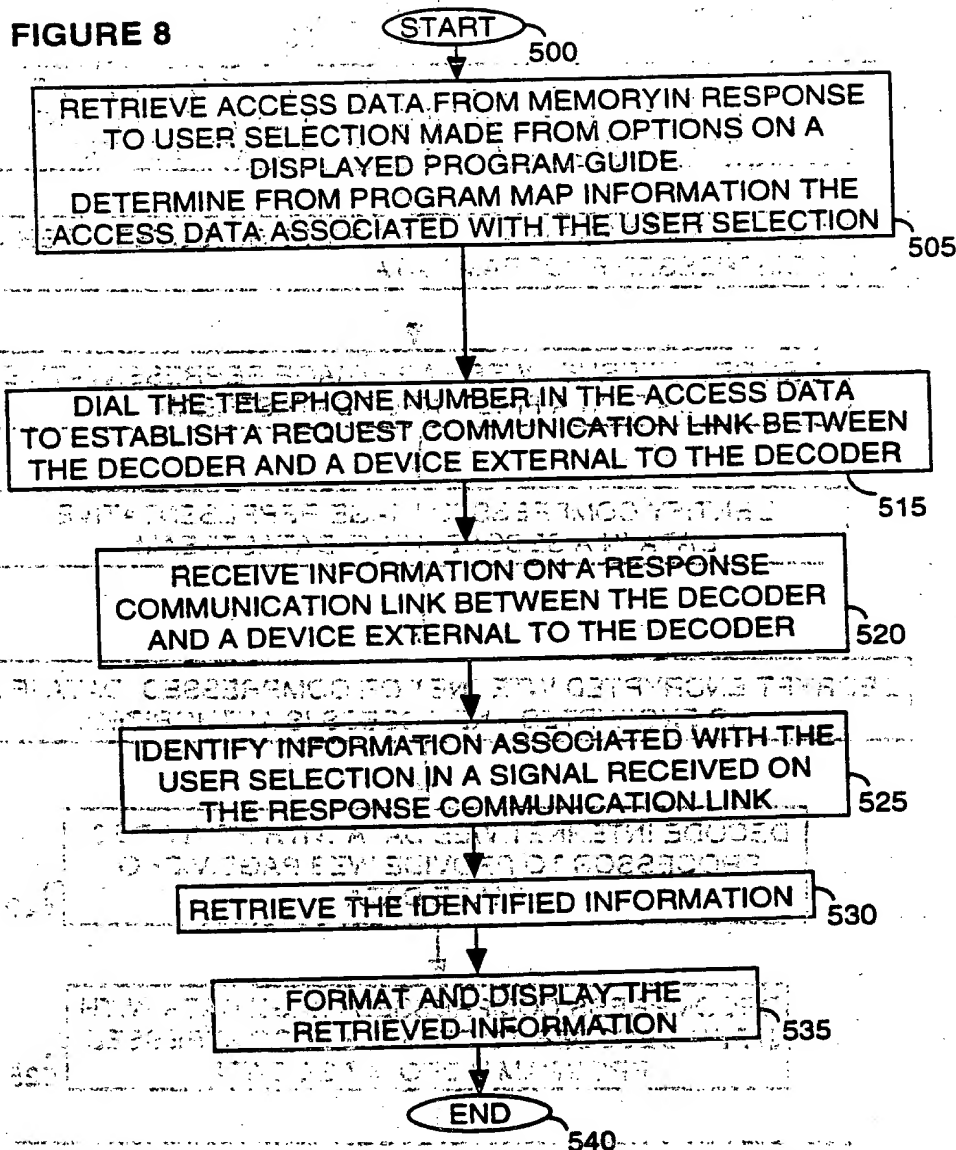 FIGURE 8
START
500
RETRIEVE ACCESS DATA FROM MEMORYIN RESPONSE
TO USER SELECTION MADE FROM OPTIONS ON A
DISPLAYED PROGRAM GUIDE
DETERMINE FROM PROGRAM MAP INFORMATION THE
ACCESS DATA ASSOCIATED WITH THE USER SELECTION
505
DIAL THE TELEPHONE NUMBER IN THE ACCESS DATA
TO ESTABLISH A REQUEST COMMUNICATION LINK BETWEEN
THE DECODER AND A DEVICE EXTERNAL TO THE DECODER
515
RECEIVE INFORMATION ON A RESPONSE
COMMUNICATION LINK BETWEEN THE DECODER
AND A DEVICE EXTERNAL TO THE DECODER
520
IDENTIFY INFORMATION ASSOCIATED WITH THE
USER SELECTION IN A SIGNAL RECEIVED ON
THE RESPONSE COMMUNICATION LINK
525
RETRIEVE THE IDENTIFIED INFORMATION
530
FORMAT AND DISPLAY THE
RETRIEVED INFORMATION
535
END
540